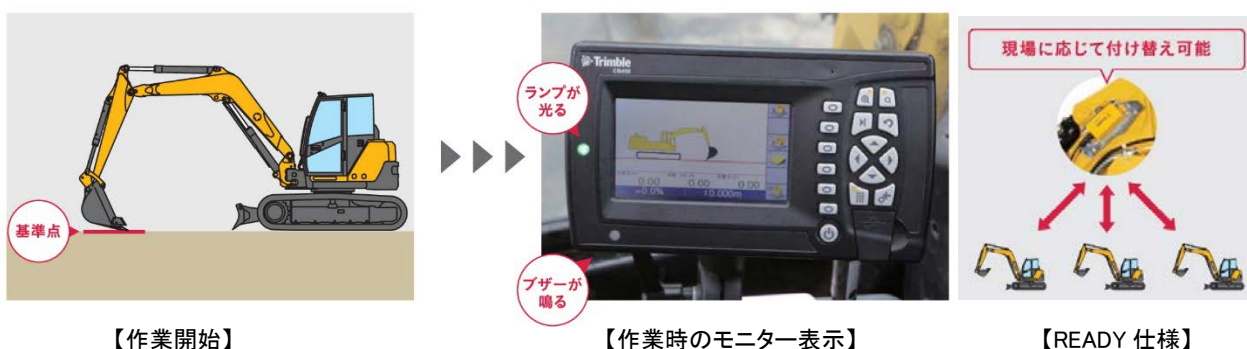 基準点
Trimble
CB450
ランプが
光る
0.00
0.00
0.00
0.0%
10.000m
ブザーが
鳴る
現場に応じて付け替え可能
【作業開始】
【作業時のモニター表示】
【READY 仕様】